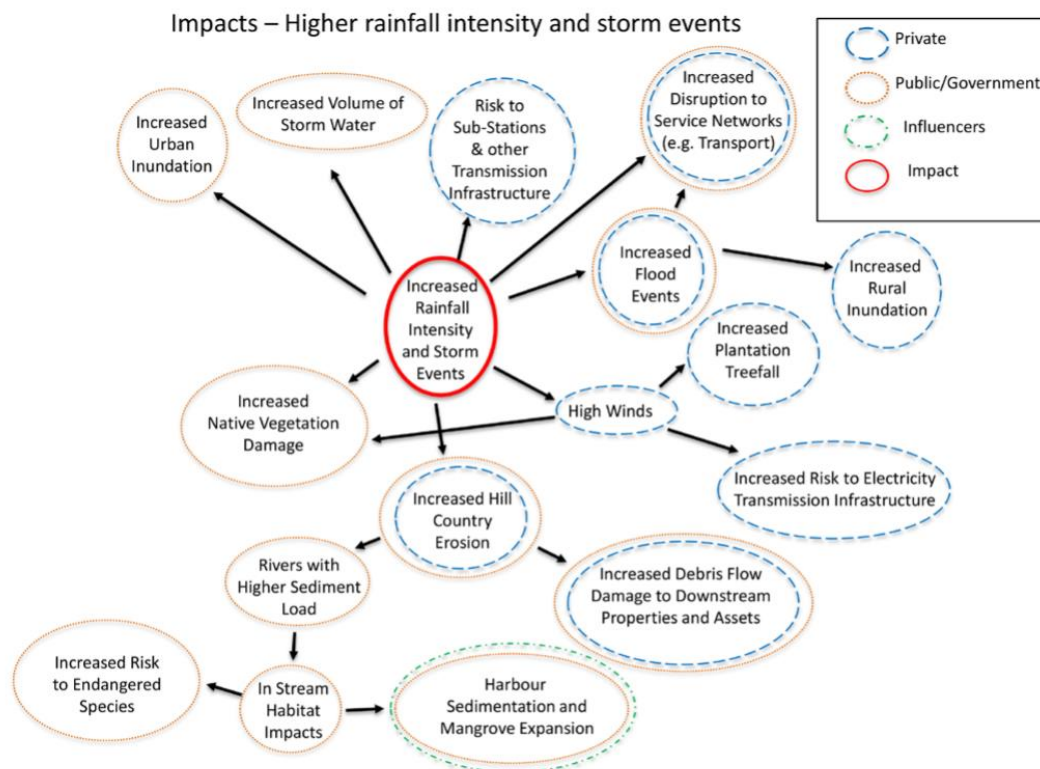 Impacts – Higher rainfall intensity and storm events
Private
Public/Government
Influencers
Impact
Increased
Urban
Inundation
Increased Volume of
Storm Water
Risk to
Sub-Stations
& other
Transmission
Infrastructure
Increased
Disruption to
Service Networks
(e.g. Transport)
Increased
Flood
Events
Increased
Rural
Inundation
Increased
Rainfall
Intensity
and Storm
Events
Increased
Plantation
Treefall
Increased
Native Vegetation
Damage
High Winds
Increased Risk to Electricity
Transmission Infrastructure
Increased Hill
Country
Erosion
Rivers with
Higher Sediment
Load
Increased Debris Flow
Damage to Downstream
Properties and Assets
Increased Risk
to Endangered
Species
In Stream
Habitat
Impacts
Harbour
Sedimentation and
Mangrove Expansion